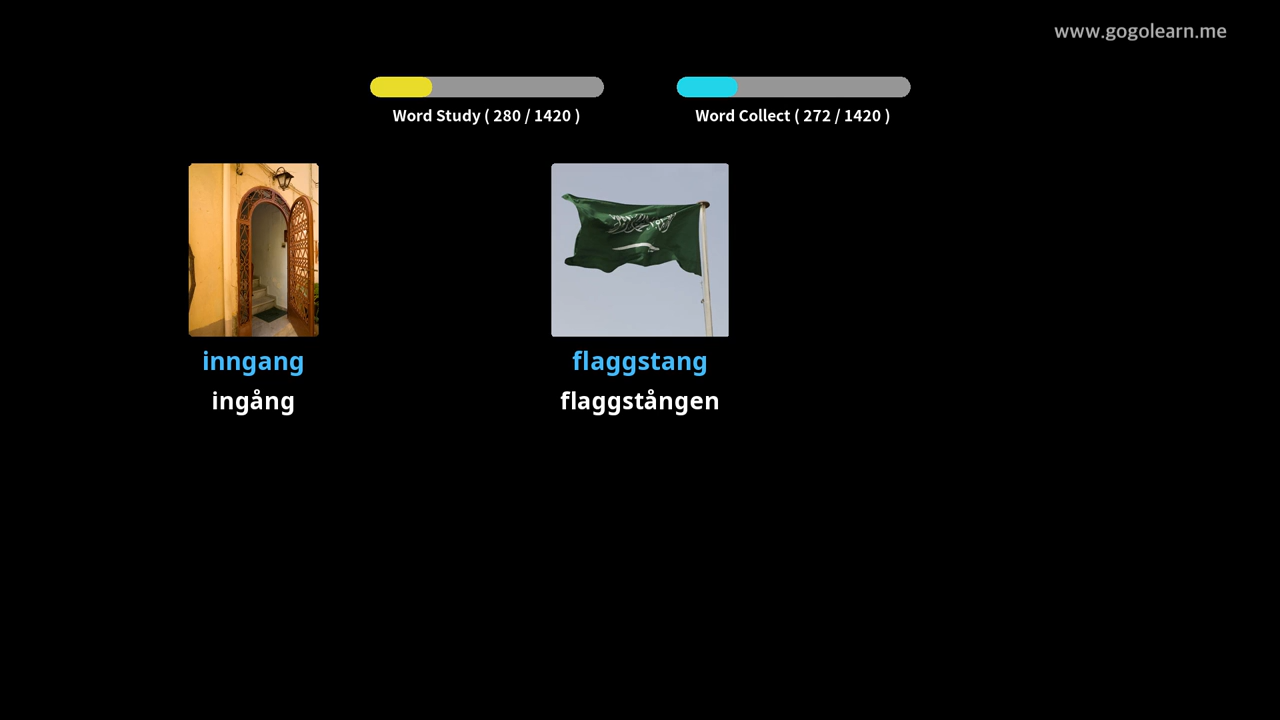 www.gogolearn.me
Word Study ( 280 / 1420 )
Word Collect ( 272 / 1420 )
inngang
ingång
flaggstang
flaggstången